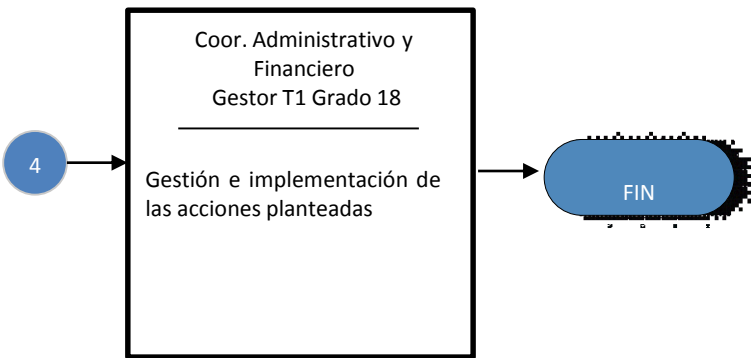 Coor. Administrativo y
Financiero
Gestor T1 Grado 18
4
Gestión e implementación de
las acciones planteadas
FIN